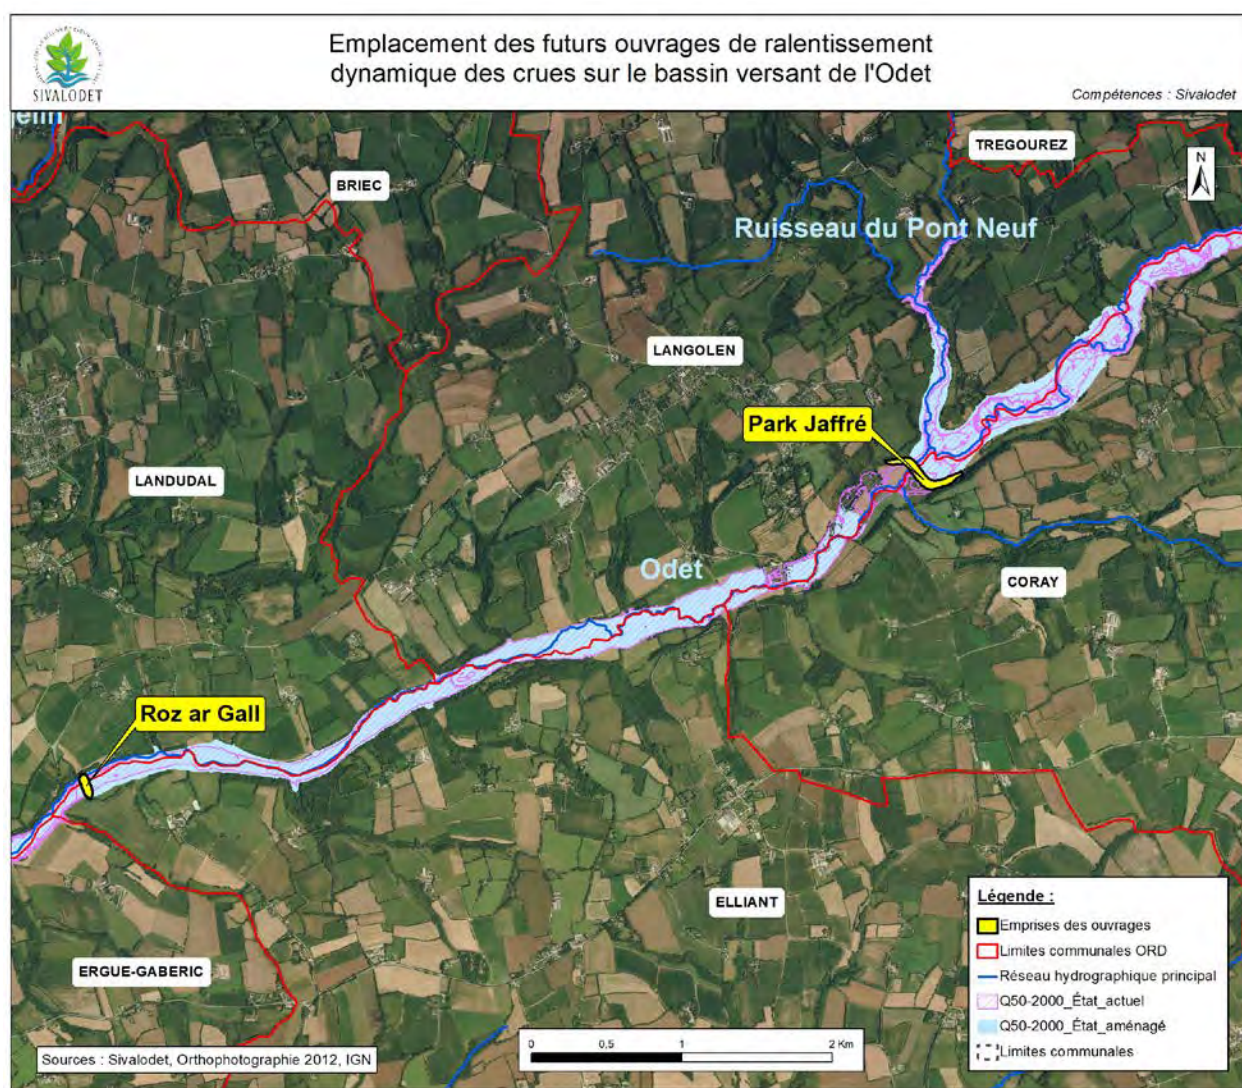 Emplacement des futurs ouvrages de ralentissement
dynamique des crues sur le bassin versant de l'Odet
SIVALODET
Compétences : Sivalodet
TREGOUREZ
N
BRIEC
Ruisseau du Pont Neuf
LANGOLEN
Park Jaffré
LANDUDAL
Odet
CORAY
Roz ar Gall
ELLIANT
ERGUE-GABERIC
Légende :
Emprises des ouvrages
Limites communales ORD
Réseau hydrographique principal
Q50-2000_État_actuel
Q50-2000_État_aménagé
Limites communales
0 0,5 1 2 Km
Sources : Sivalodet, Orthophotographie 2012, IGN